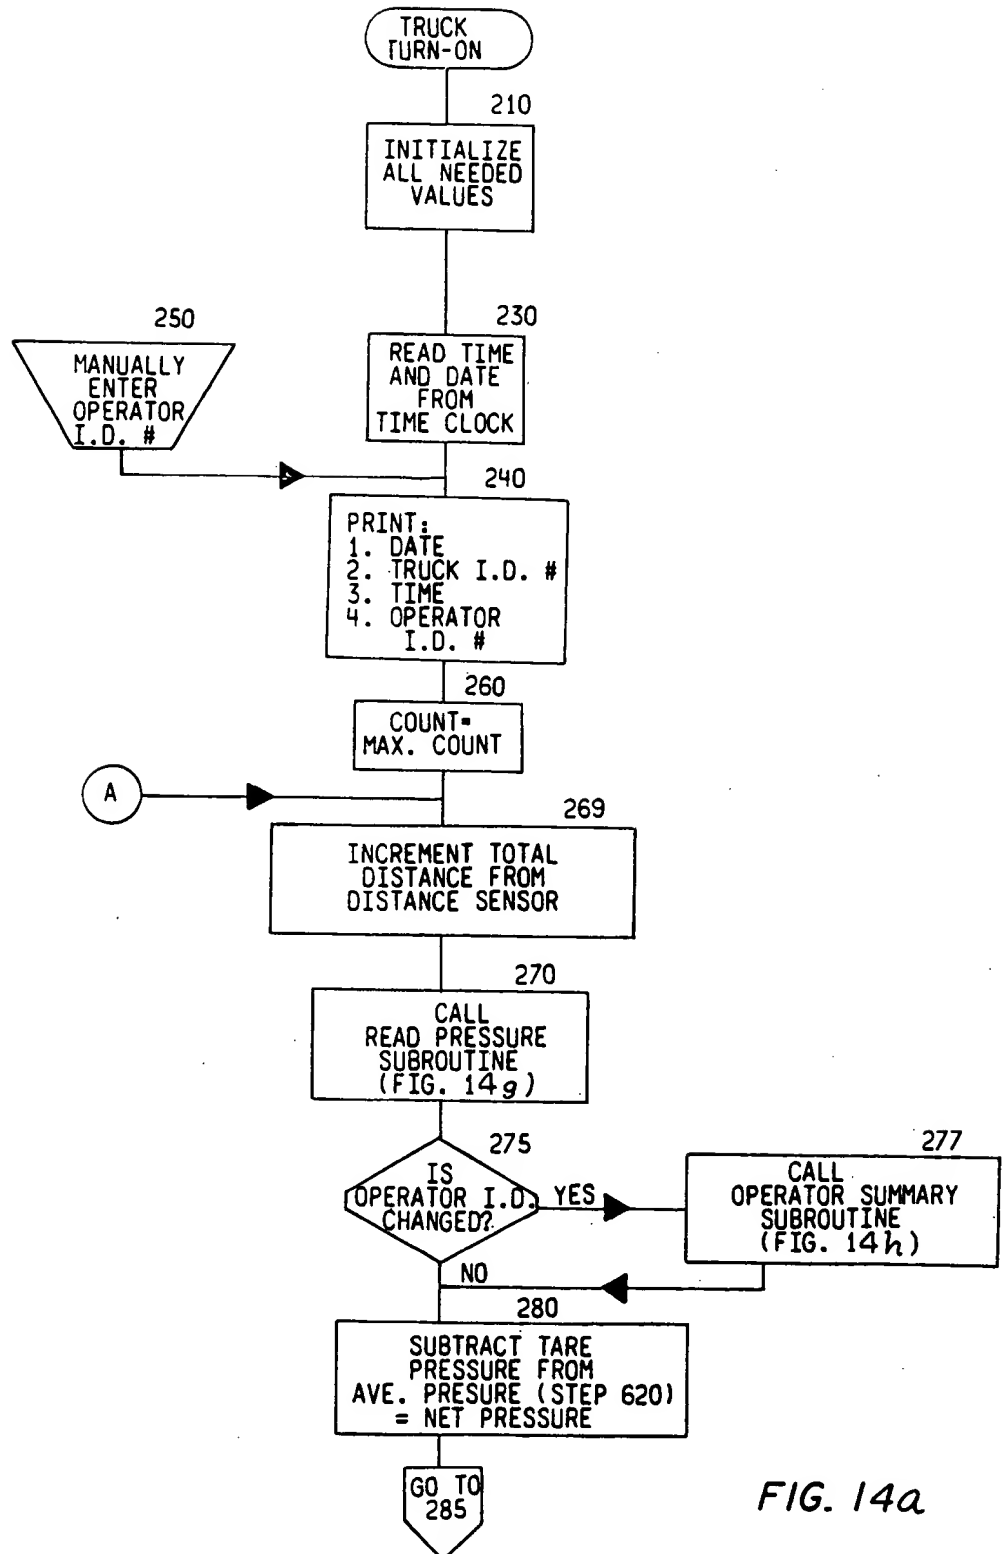 TRUCK
TURN-ON
210
INITIALIZE
ALL NEEDED
VALUES
250
MANUALLY
ENTER
OPERATOR
I.D. #
230
READ TIME
AND DATE
FROM
TIME CLOCK
240
PRINT:
1. DATE
2. TRUCK I.D. #
3. TIME
4. OPERATOR
I.D. #
260
COUNT=
MAX. COUNT
A
269
INCREMENT TOTAL
DISTANCE FROM
DISTANCE SENSOR
270
CALL
READ PRESSURE
SUBROUTINE
(FIG. 14g)
275
IS
OPERATOR I.D.
CHANGED?
YES
277
CALL
OPERATOR SUMMARY
SUBROUTINE
(FIG. 14h)
NO
280
SUBTRACT TARE
PRESSURE FROM
AVE. PRESURE (STEP 620)
= NET PRESSURE
GO TO
285
FIG. 14a